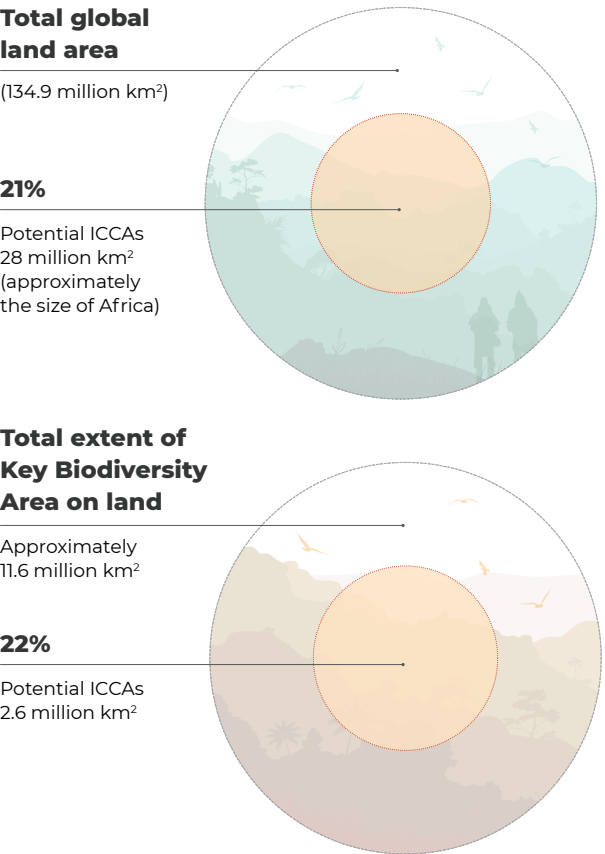 Total global
land area
(134.9 million km²)
21%
Potential ICCAs
28 million km²
(approximately
the size of Africa)
Total extent of
Key Biodiversity
Area on land
Approximately
11.6 million km²
22%
Potential ICCAs
2.6 million km²